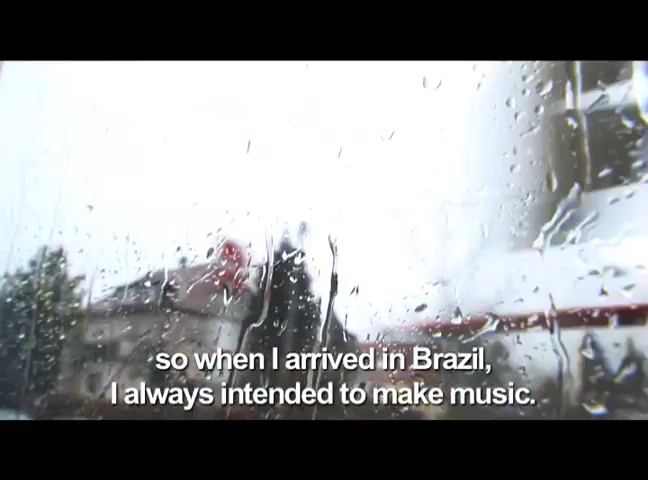 so when I arrived in Brazil,
I always intended to make music.